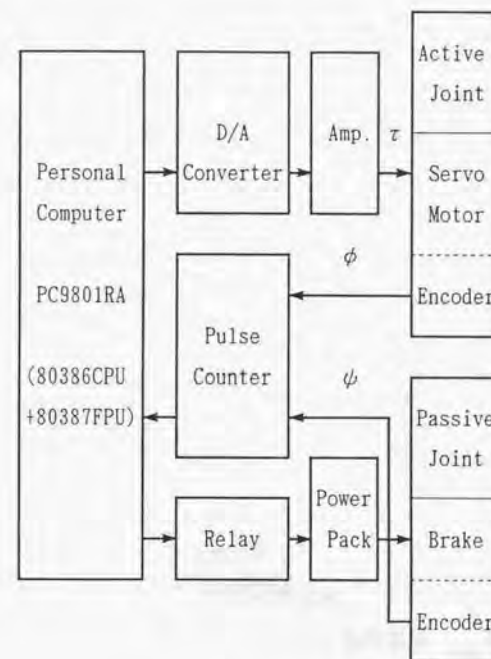 Personal
Computer
PC9801RA
(80386CPU
+80387FPU)
D/A
Converter
Amp.
τ
Active
Joint
Servo
Motor
Encoder
φ
Pulse
Counter
ψ
Passive
Joint
Brake
Encoder
Relay
Power
Pack